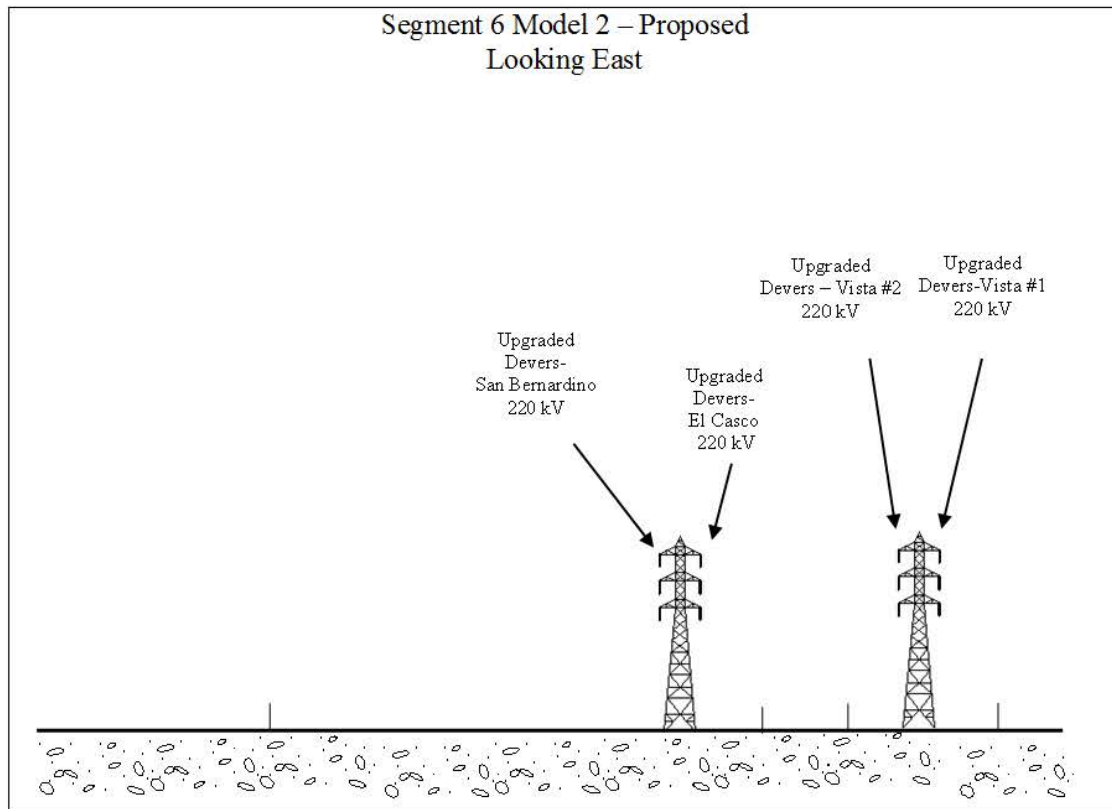 Segment 6 Model 2 – Proposed
Looking East
Upgraded
Devers-
San Bernardino
220 kV
Upgraded
Devers-
El Casco
220 kV
Upgraded
Devers – Vista #2
220 kV
Upgraded
Devers-Vista #1
220 kV